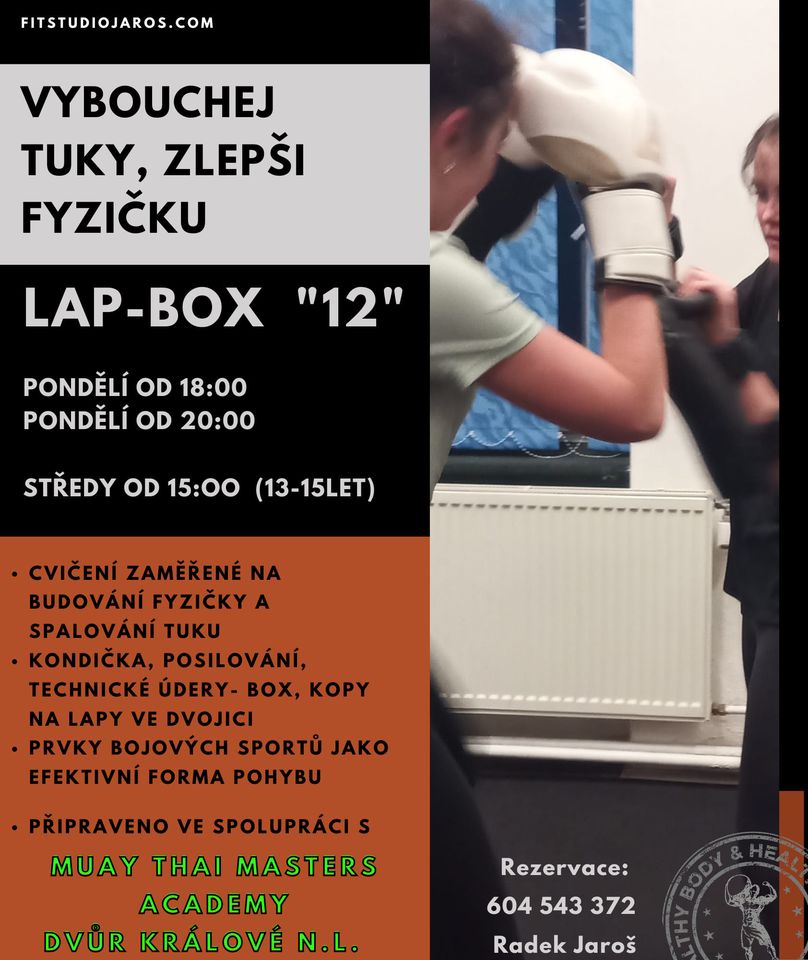 FITSTUDIOJAROS.COM
VYBOUCHEJ
TUKY, ZLEPŠI
FYZIČKU
LAP-BOX "12"
PONDĚLÍ OD 18:00
PONDĚLÍ OD 20:00
STŘEDY OD 15:OO (13-15LET)
• CVIČENÍ ZAMĚŘENÉ NA
BUDOVÁNÍ FYZIČKY A
SPALOVÁNÍ TUKU
• KONDIČKA, POSILOVÁNÍ,
TECHNICKÉ ÚDERY- BOX, KOPY
NA LAPY VE DVOJICI
• PRVKY BOJOVÝCH SPORTŮ JAKO
EFEKTIVNÍ FORMA POHYBU
• PŘIPRAVENO VE SPOLUPRÁCI S
MUAY THAI MASTERS
ACADEMY
DVŮR KRÁLOVÉ N.L.
Rezervace:
604 543 372
Radek Jaroš
BODY &